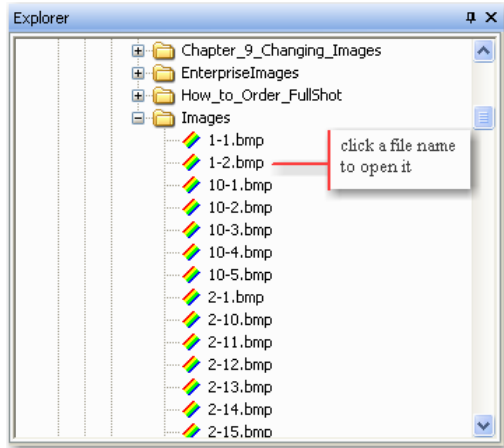 Explorer
Chapter_9_Changing_Images
EnterpriseImages
How_to_Order_FullShot
Images
1-1.bmp
1-2.bmp
click a file name
to open it
10-1.bmp
10-2.bmp
10-3.bmp
10-4.bmp
10-5.bmp
2-1.bmp
2-10.bmp
2-11.bmp
2-12.bmp
2-13.bmp
2-14.bmp
2-15.bmp